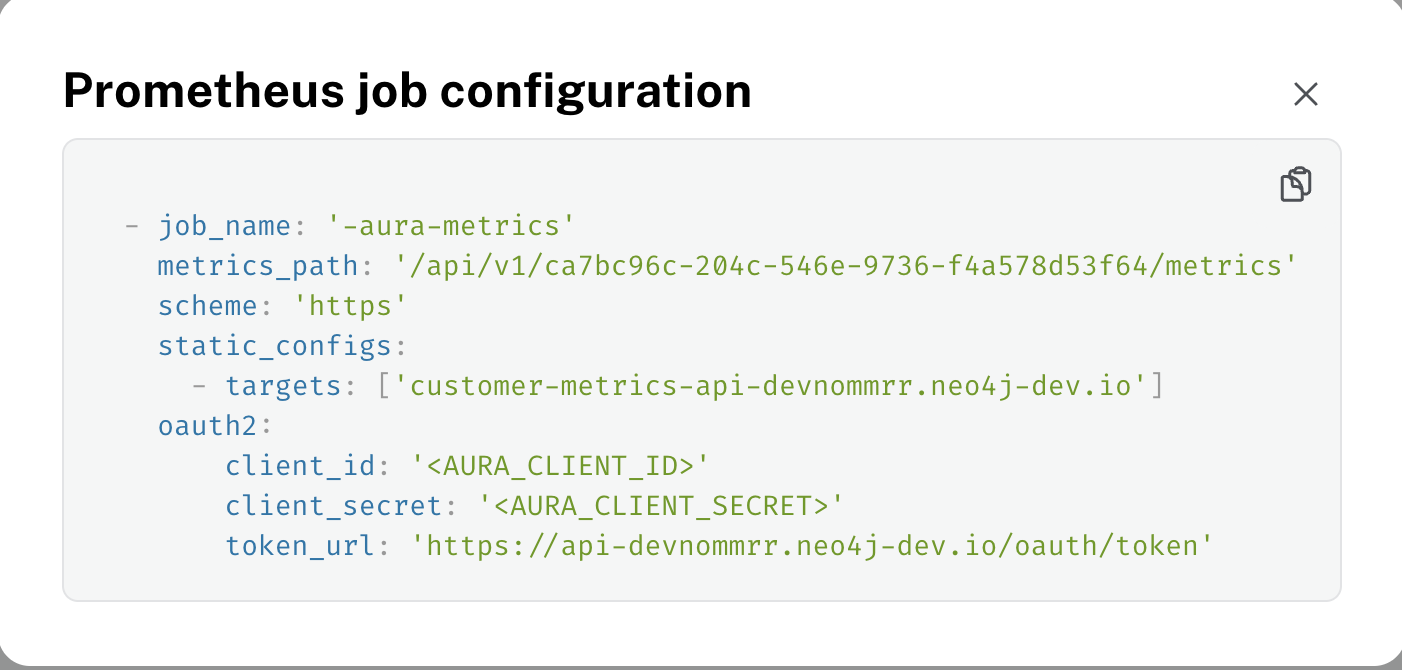 Prometheus job configuration
- job_name: '-aura-metrics'
metrics_path: '/api/v1/ca7bc96c-204c-546e-9736-f4a578d53f64/metrics'
scheme: 'https'
static_configs:
- targets: ['customer-metrics-api-devnommrr.neo4j-dev.io']
oauth2:
client_id: '<AURA_CLIENT_ID>'
client_secret: '<AURA_CLIENT_SECRET>'
token_url: 'https://api-devnommrr.neo4j-dev.io/oauth/token'